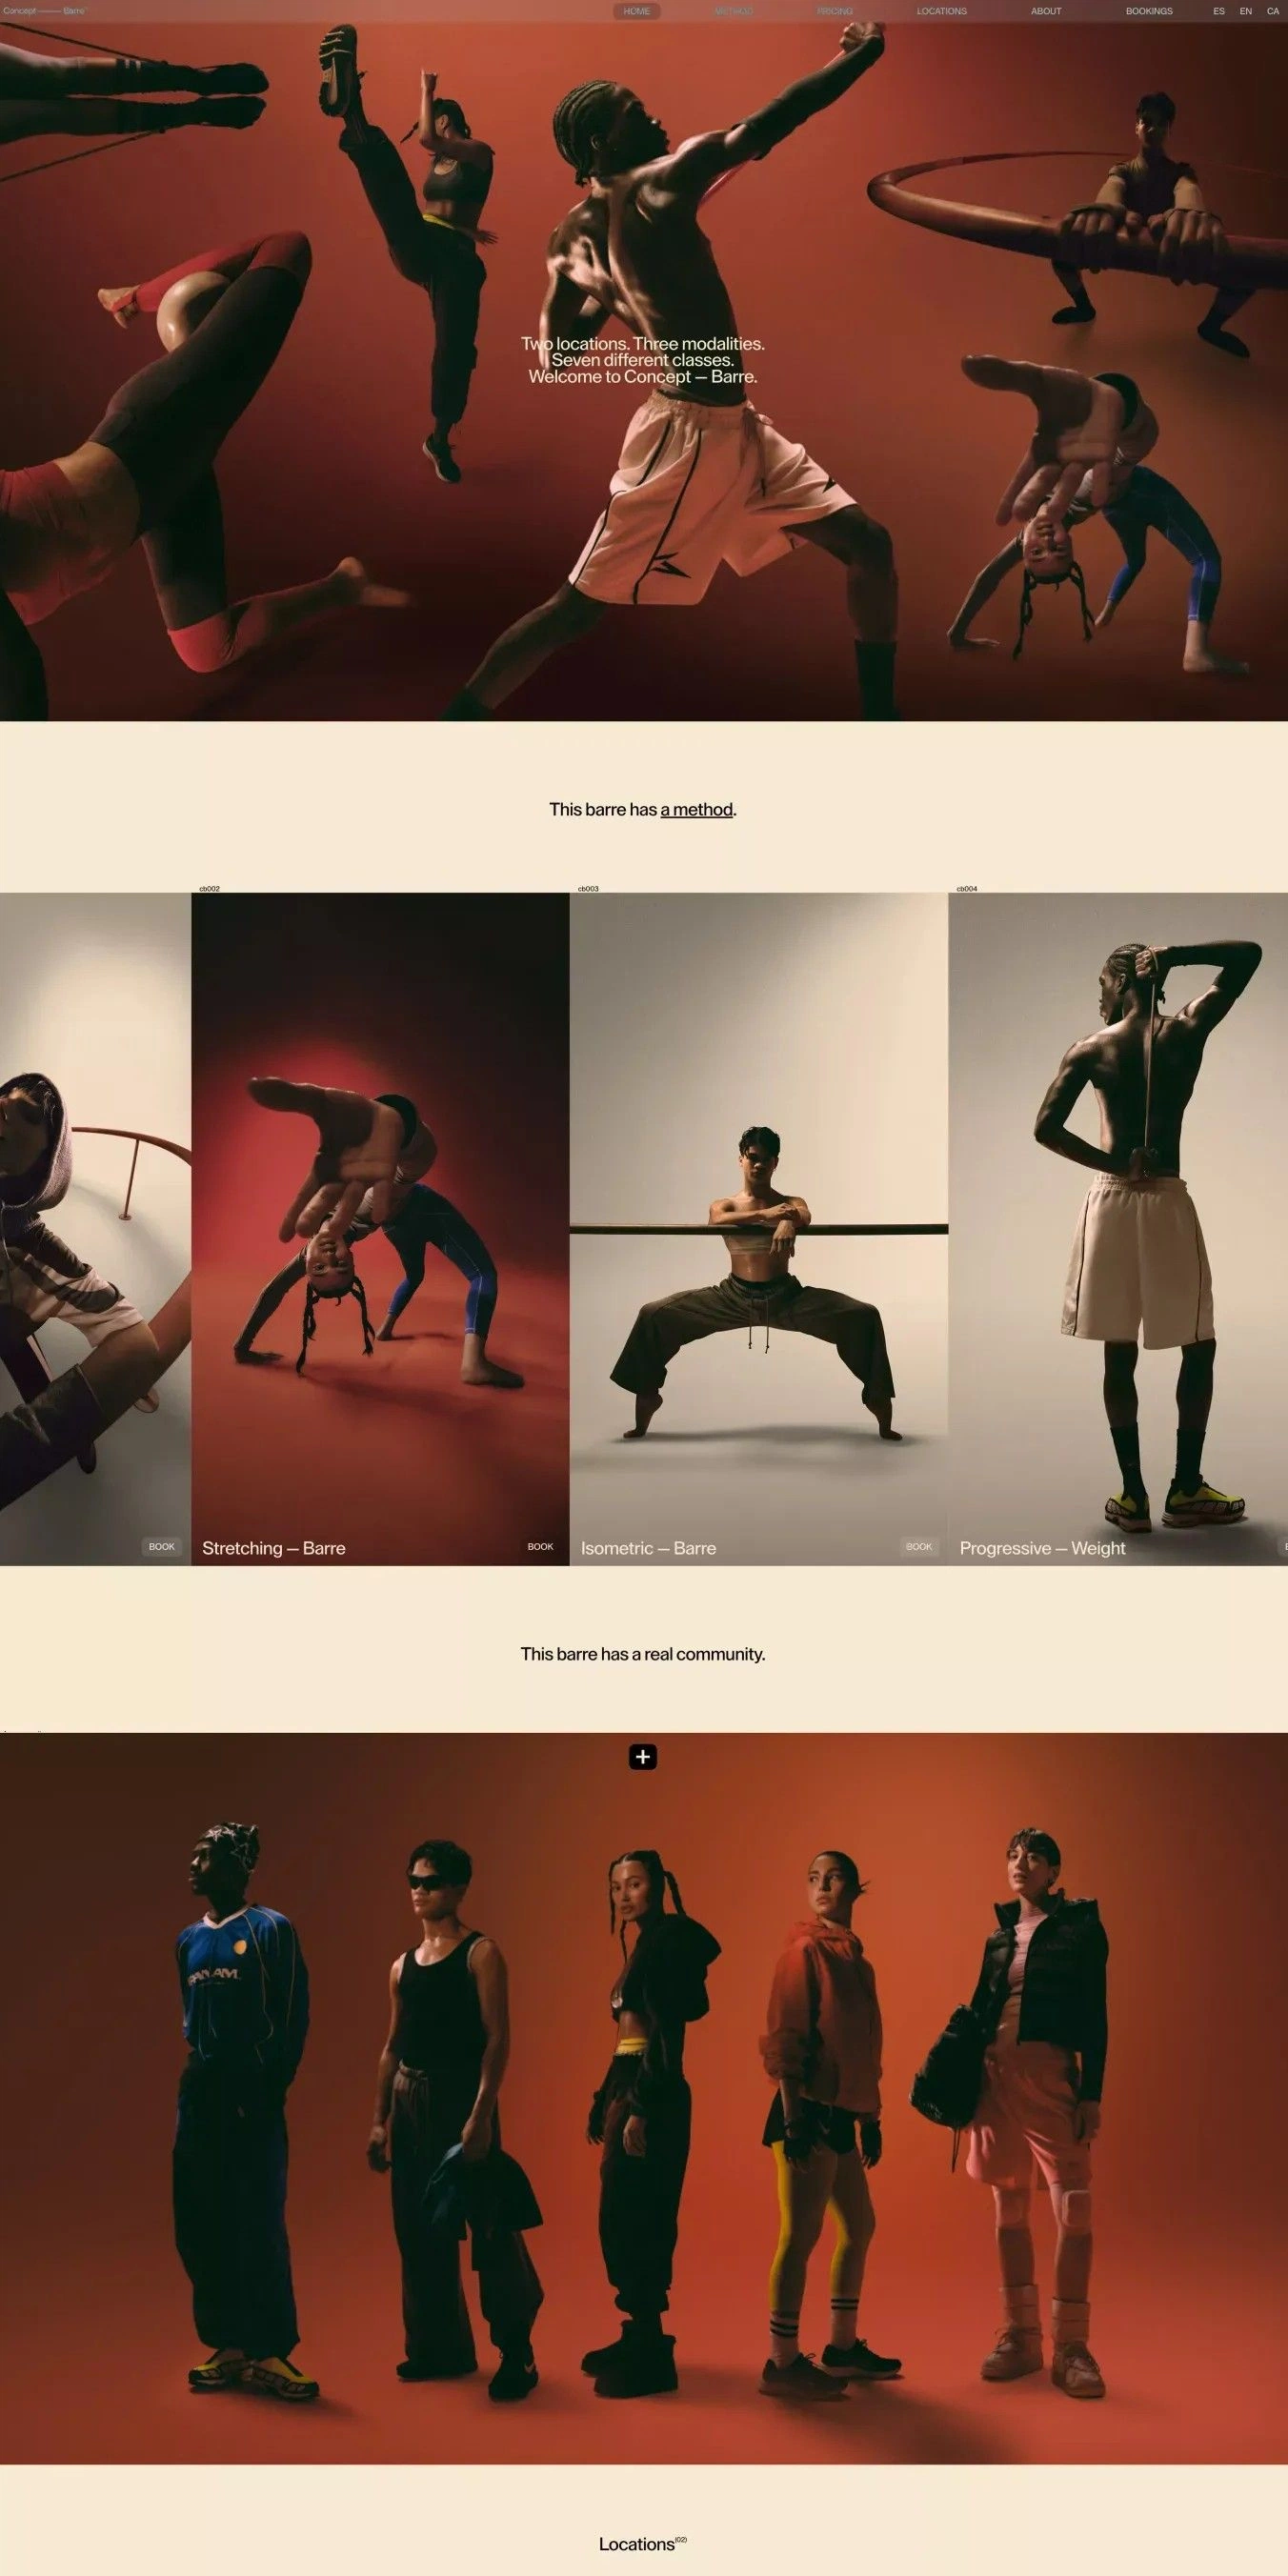 Concept —— Barre
HOME METHOD PRICING LOCATIONS ABOUT BOOKINGS ES EN CA
Two locations. Three modalities.
Seven different classes.
Welcome to Concept — Barre.
This barre has a method.
cb002 cb003 cb004
BOOK
Stretching — Barre BOOK
Isometric — Barre BOOK
Progressive — Weight
This barre has a real community.
+
PAN AM
Locations(02)